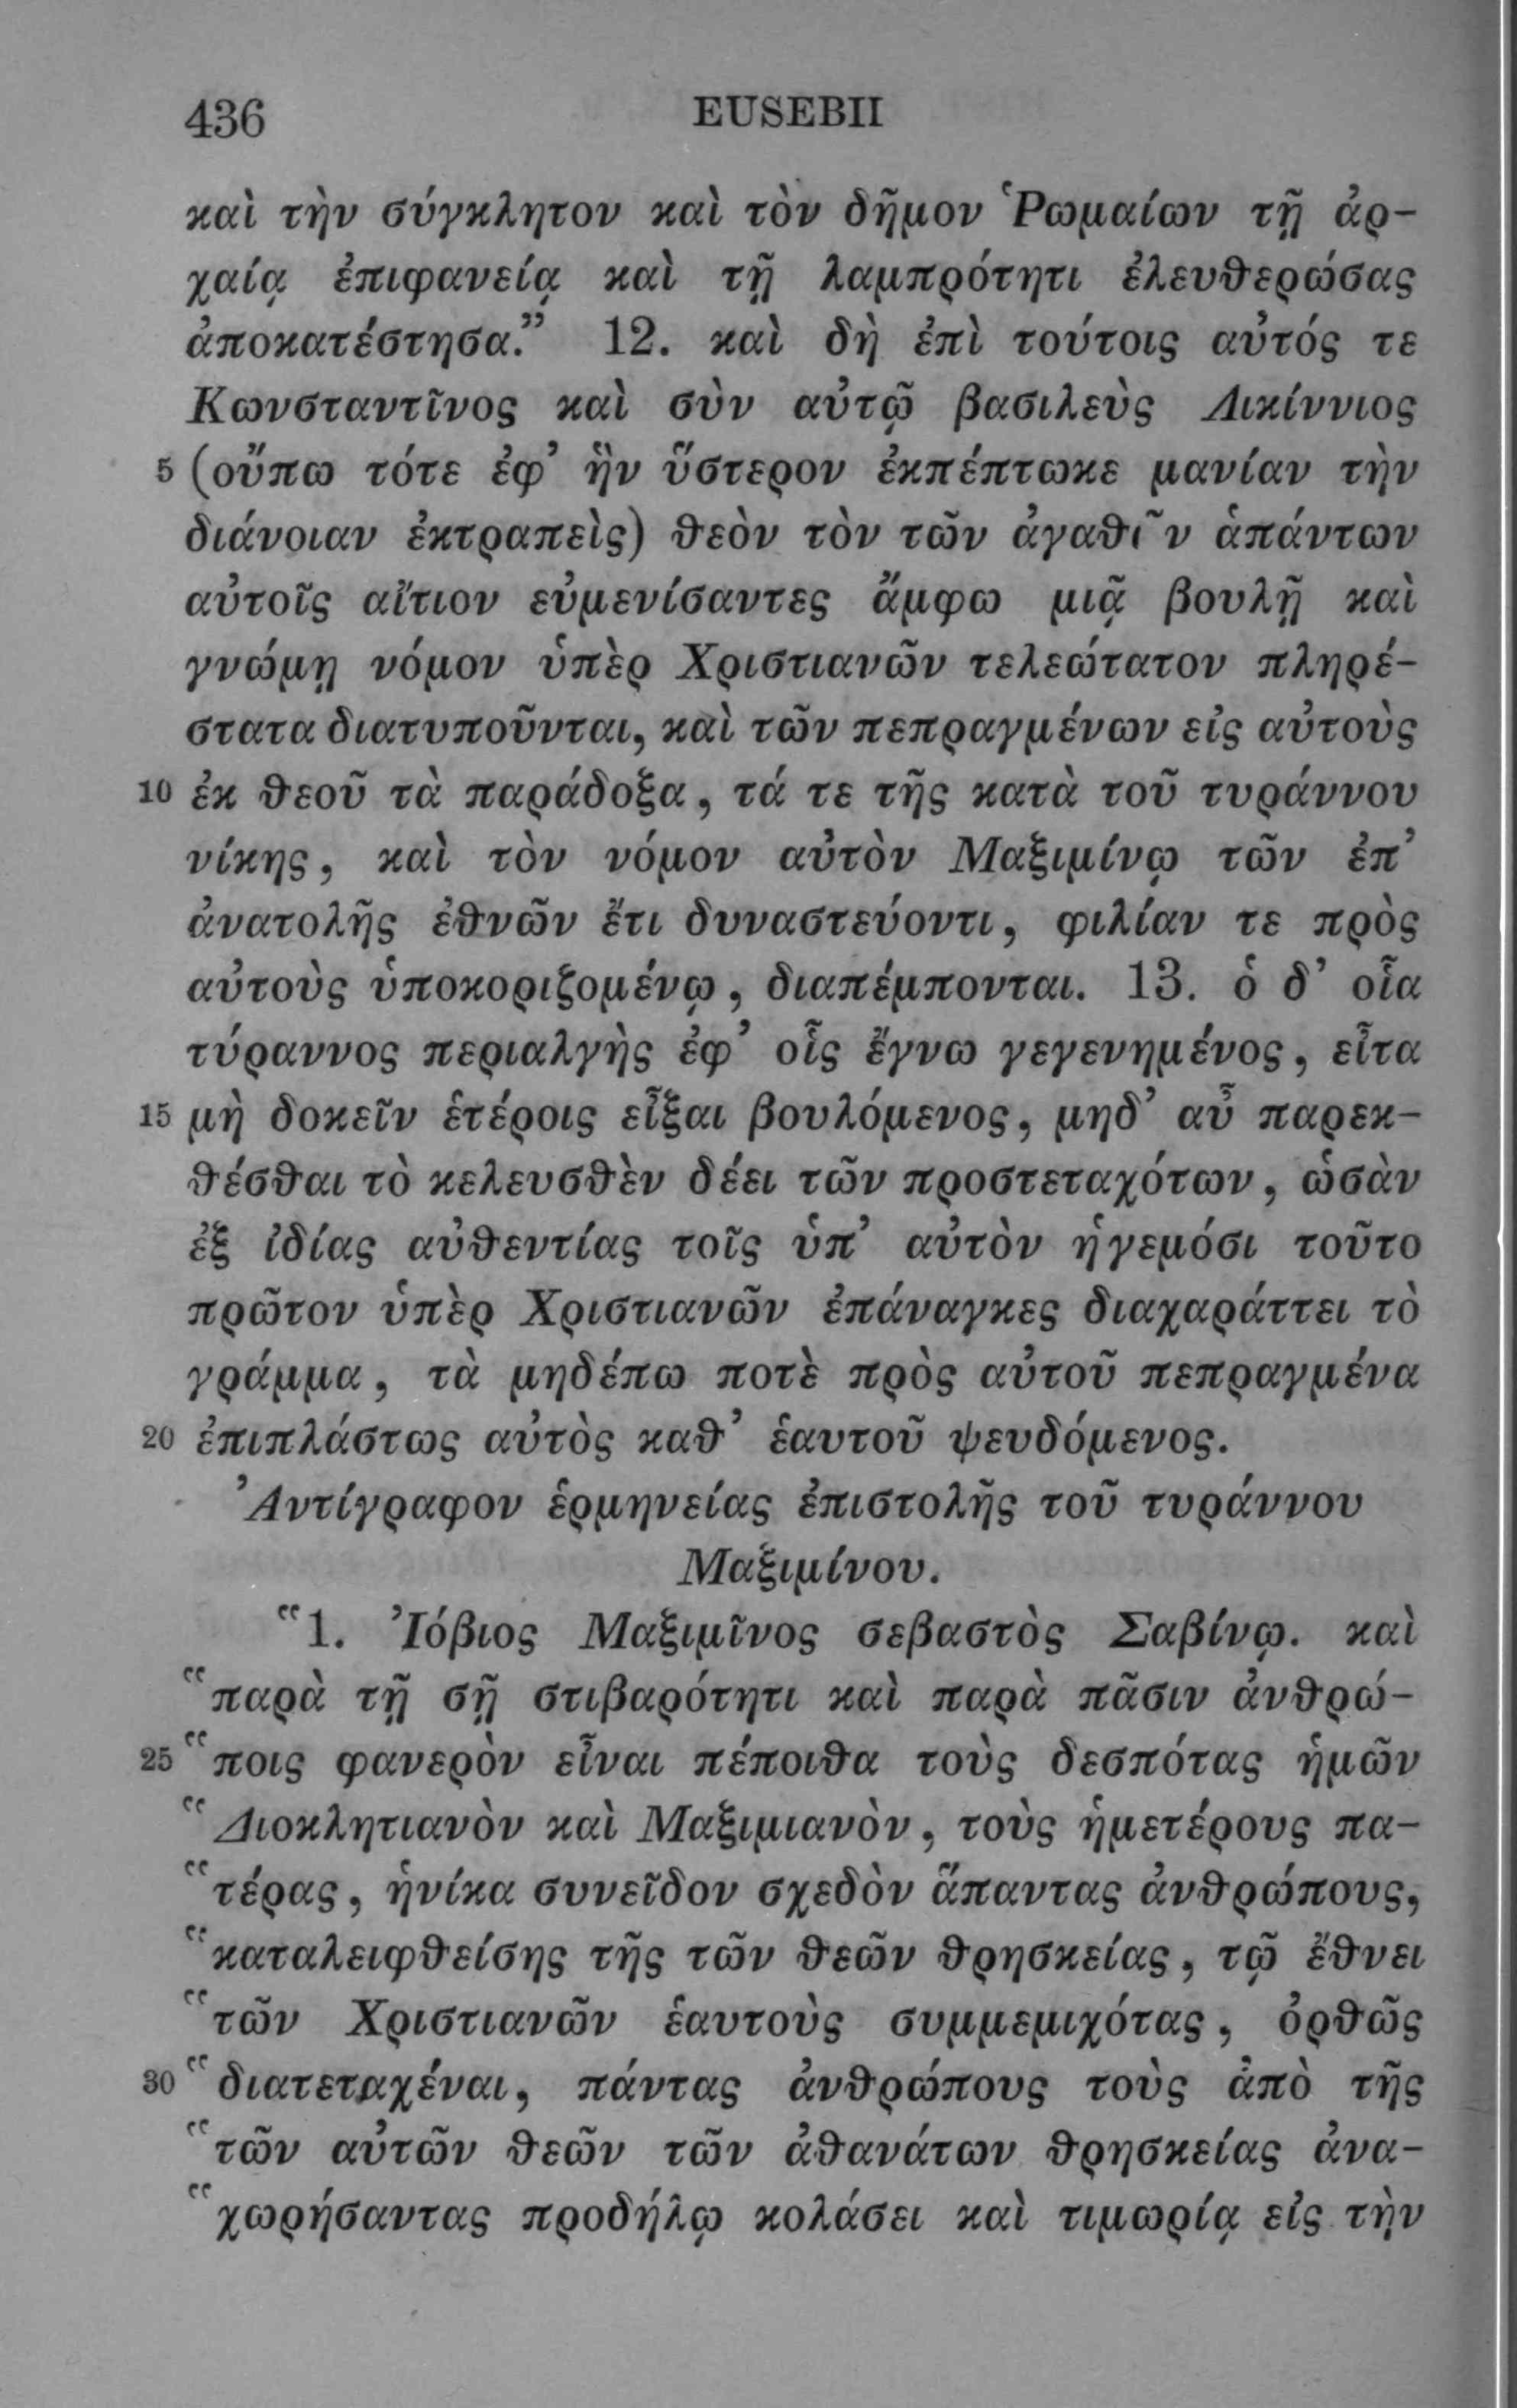 436
EUSEBII
καὶ τὴν σύγκλητον καὶ τὸν δῆμον Ῥωμαίων τῇ ἀρ-
χαίᾳ ἐπιφανείᾳ καὶ τῇ λαμπρότητι ἐλευθερώσας
ἀποκατέστησα." 12. καὶ δὴ ἐπὶ τούτοις αὐτός τε
Κωνσταντῖνος καὶ σὺν αὐτῷ βασιλεὺς Λικίννιος
5 (οὔπω τότε ἐφ’ ἣν ὕστερον ἐκπέπτωκε μανίαν τὴν
διάνοιαν ἐκτραπεὶς) θεὸν τὸν τῶν ἀγαθῶν ἁπάντων
αὐτοῖς αἴτιον εὐμενίσαντες ἄμφω μιᾷ βουλῇ καὶ
γνώμῃ νόμον ὑπὲρ Χριστιανῶν τελεώτατον πληρέ-
στατα διατυποῦνται, καὶ τῶν πεπραγμένων εἰς αὐτοὺς
10 ἐκ θεοῦ τὰ παράδοξα, τά τε τῆς κατὰ τοῦ τυράννου
νίκης, καὶ τὸν νόμον αὐτὸν Μαξιμίνῳ τῶν ἐπ’
ἀνατολῆς ἐθνῶν ἔτι δυναστεύοντι, φιλίαν τε πρὸς
αὐτοὺς ὑποκοριζομένῳ, διαπέμπονται. 13. ὁ δ’ οἷα
τύραννος περιαλγὴς ἐφ’ οἷς ἔγνω γεγενημένος, εἶτα
15 μὴ δοκεῖν ἑτέροις εἶξαι βουλόμενος, μηδ’ αὖ παρεκ-
θέσθαι τὸ κελευσθὲν δέει τῶν προστεταχότων, ὡσὰν
ἐξ ἰδίας αὐθεντίας τοῖς ὑπ’ αὐτὸν ἡγεμόσι τοῦτο
πρῶτον ὑπὲρ Χριστιανῶν ἐπάναγκες διαχαράττει τὸ
γράμμα, τὰ μηδέπω ποτὲ πρὸς αὐτοῦ πεπραγμένα
20 ἐπιπλάστως αὐτὸς καθ’ ἑαυτοῦ ψευδόμενος.
Ἀντίγραφον ἑρμηνείας ἐπιστολῆς τοῦ τυράννου
Μαξιμίνου.
“1. Ἰόβιος Μαξιμῖνος σεβαστὸς Σαβίνῳ. καὶ
“παρὰ τῇ σῇ στιβαρότητι καὶ παρὰ πᾶσιν ἀνθρώ-
25 “ποις φανερὸν εἶναι πέποιθα τοὺς δεσπότας ἡμῶν
“Διοκλητιανὸν καὶ Μαξιμιανὸν, τοὺς ἡμετέρους πα-
“τέρας, ἡνίκα συνεῖδον σχεδὸν ἅπαντας ἀνθρώπους,
“καταλειφθείσης τῆς τῶν θεῶν θρησκείας, τῷ ἔθνει
“τῶν Χριστιανῶν ἑαυτοὺς συμμεμιχότας, ὀρθῶς
30 “διατεταχέναι, πάντας ἀνθρώπους τοὺς ἀπὸ τῆς
“τῶν αὐτῶν θεῶν τῶν ἀθανάτων θρησκείας ἀνα-
“χωρήσαντας προδήλῳ κολάσει καὶ τιμωρίᾳ εἰς τὴν